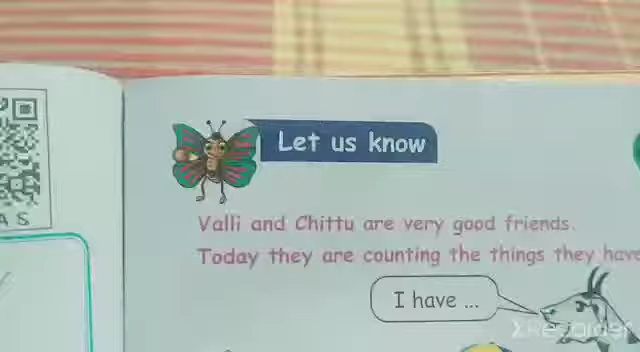 Let us know
A S
Valli and Chittu are very good friends.
Today they are counting the things they have
I have ...